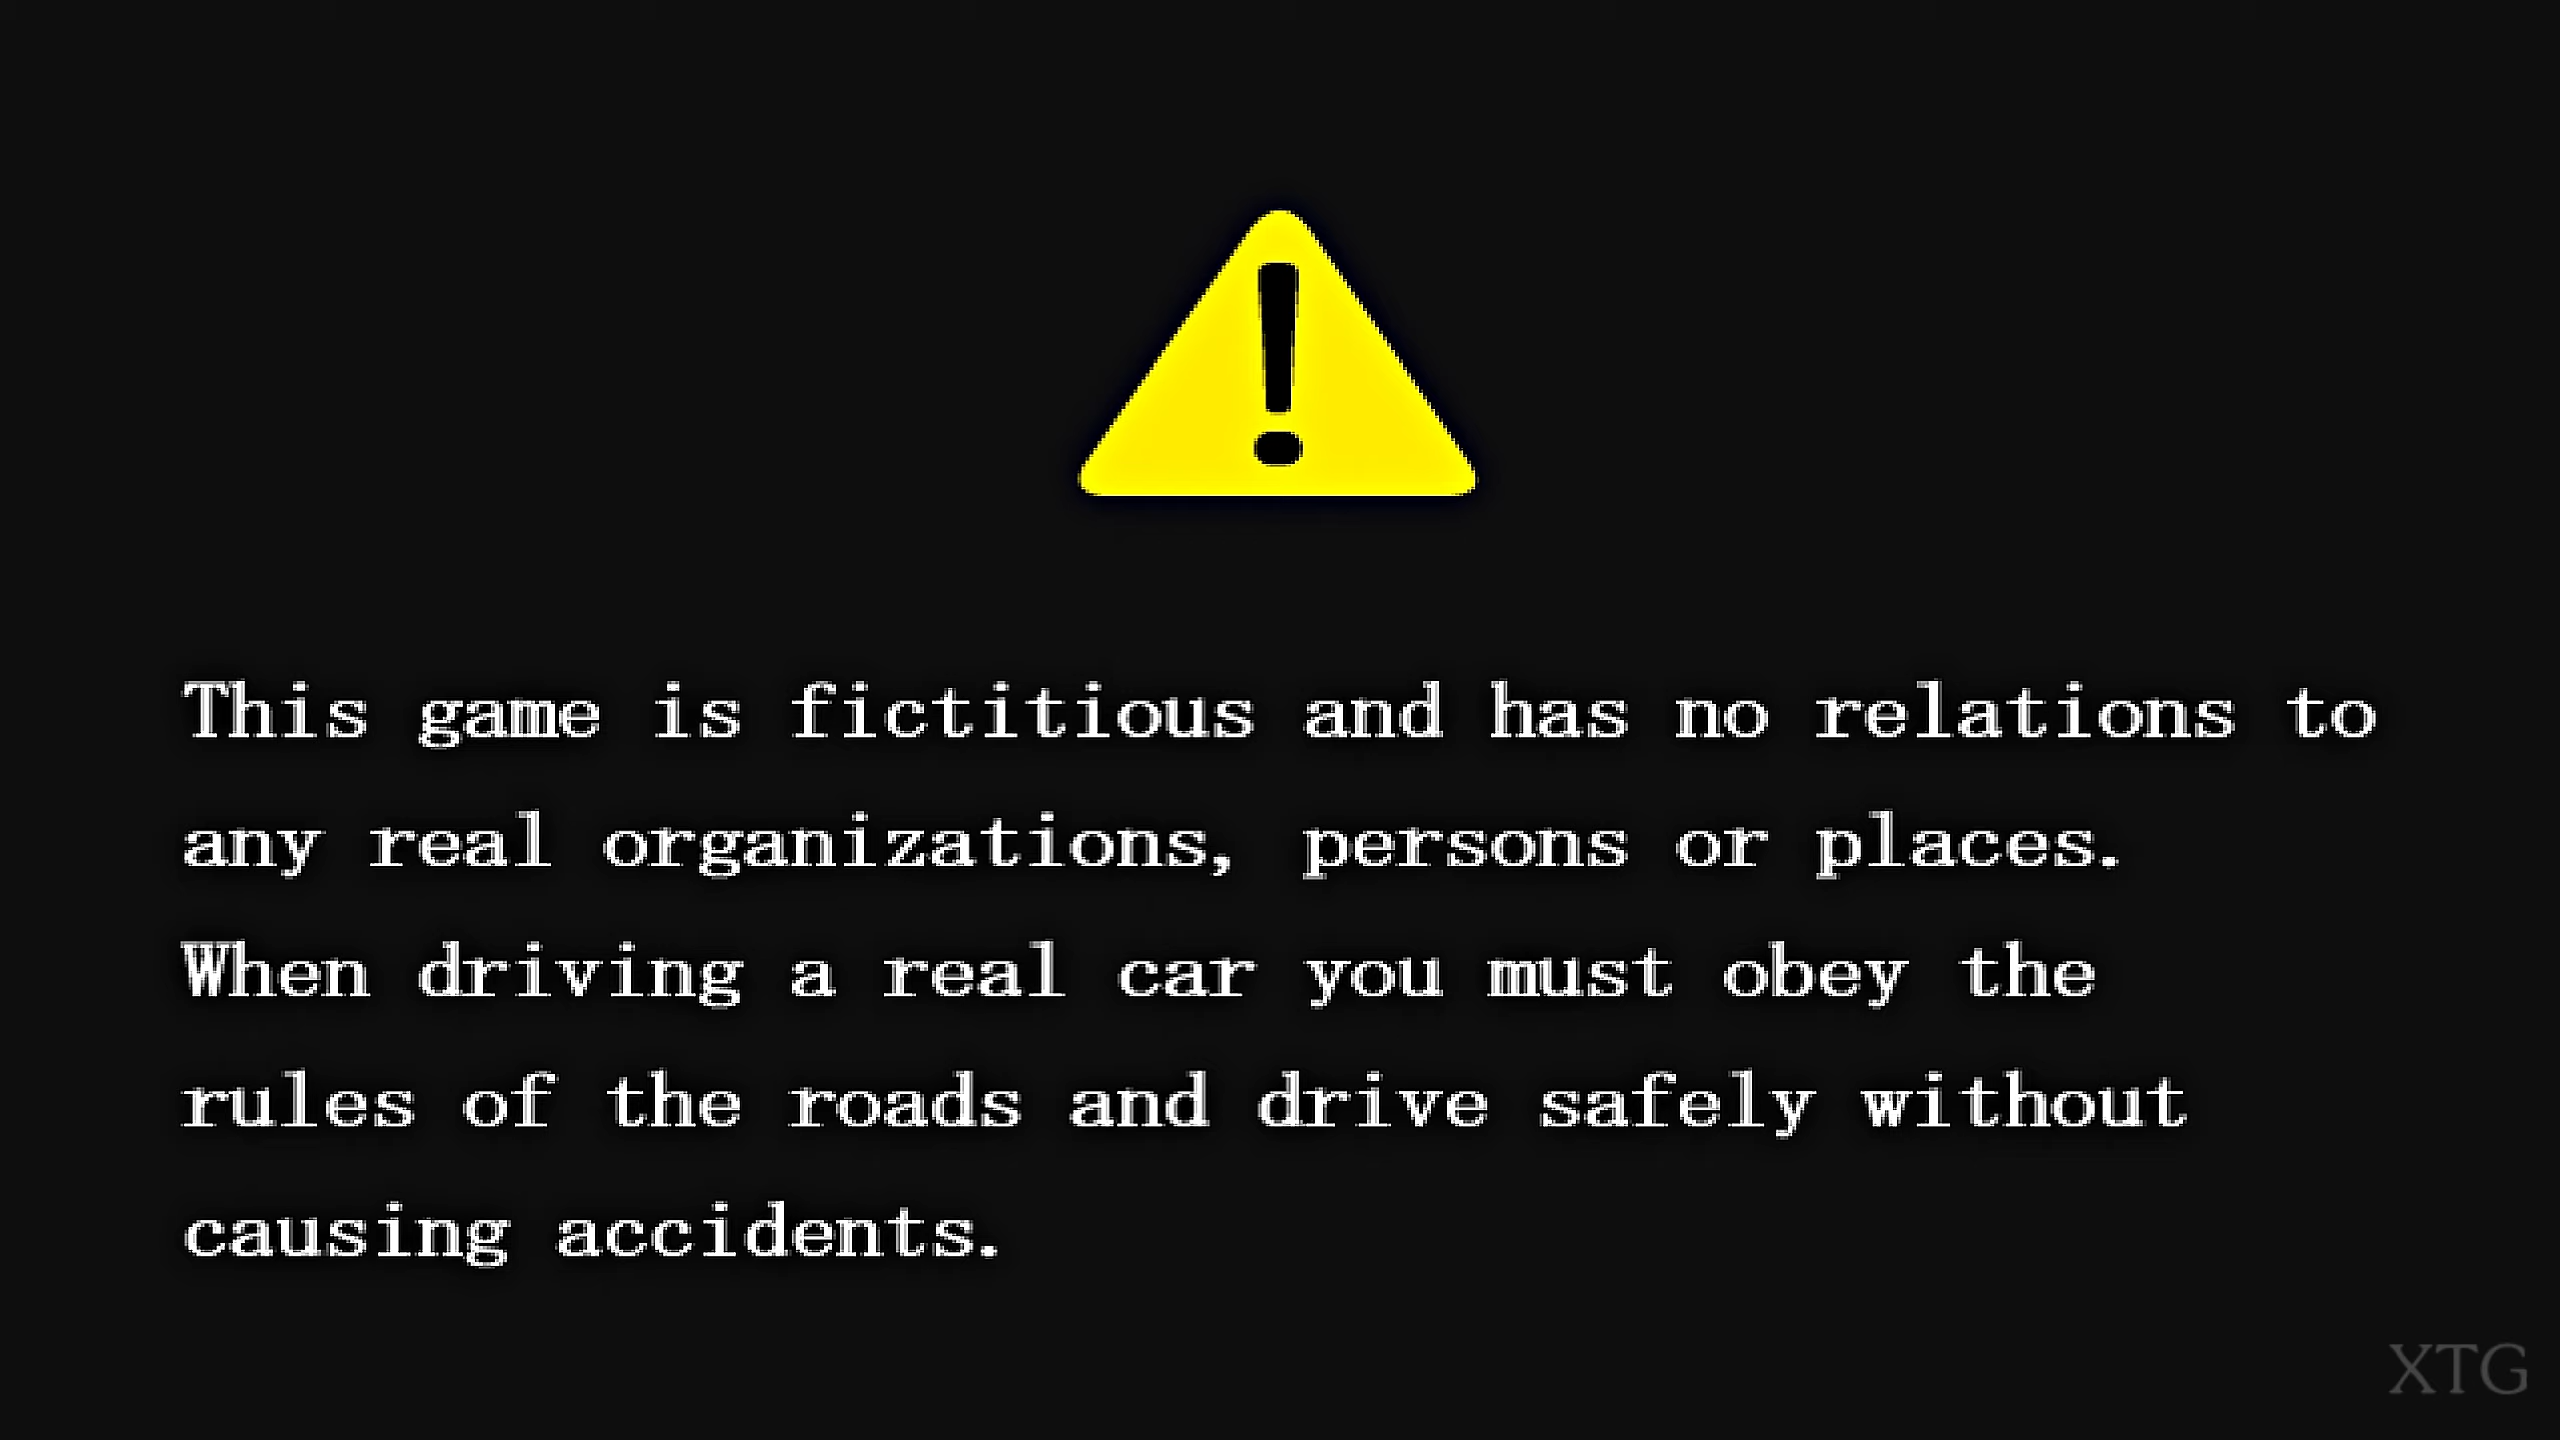 This game is fictitious and has no relations to
any real organizations, persons or places.
When driving a real car you must obey the
rules of the roads and drive safely without
causing accidents.
XTG